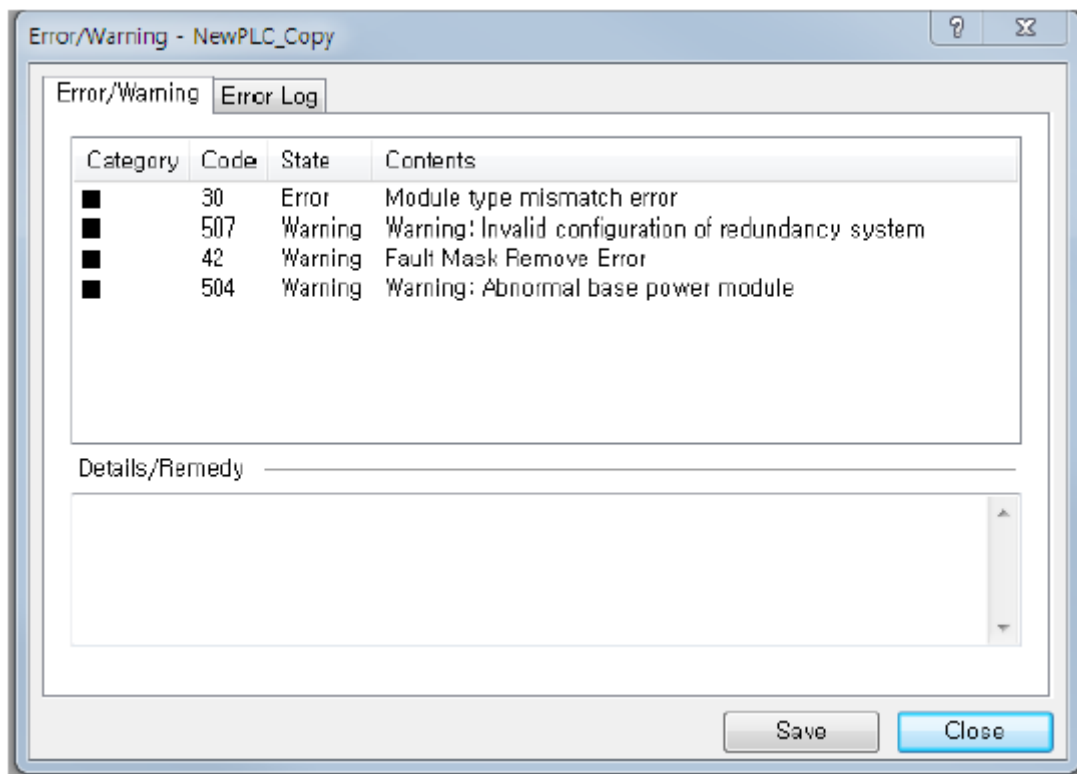 Error/Warning - NewPLC_Copy
Error/Warning Error Log
Category Code State Contents
30 Error Module type mismatch error
507 Warning Warning: Invalid configuration of redundancy system
42 Warning Fault Mask Remove Error
504 Warning Warning: Abnormal base power module
Details/Remedy
Save Close